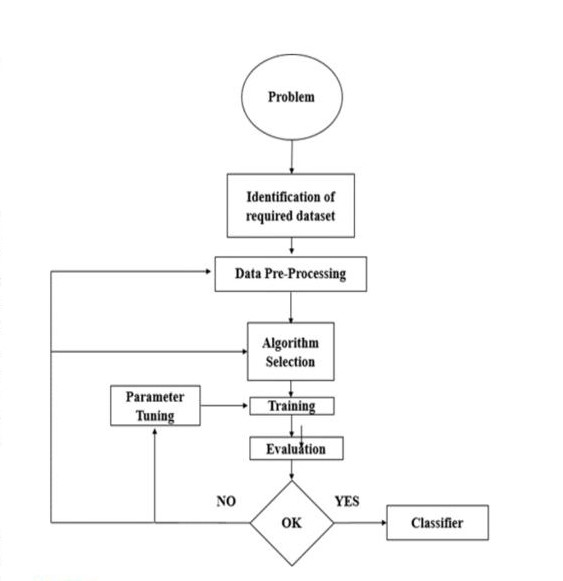 Problem
Identification of
required dataset
Data Pre-Processing
Algorithm
Selection
Parameter
Tuning
Training
Evaluation
NO
YES
OK
Classifier